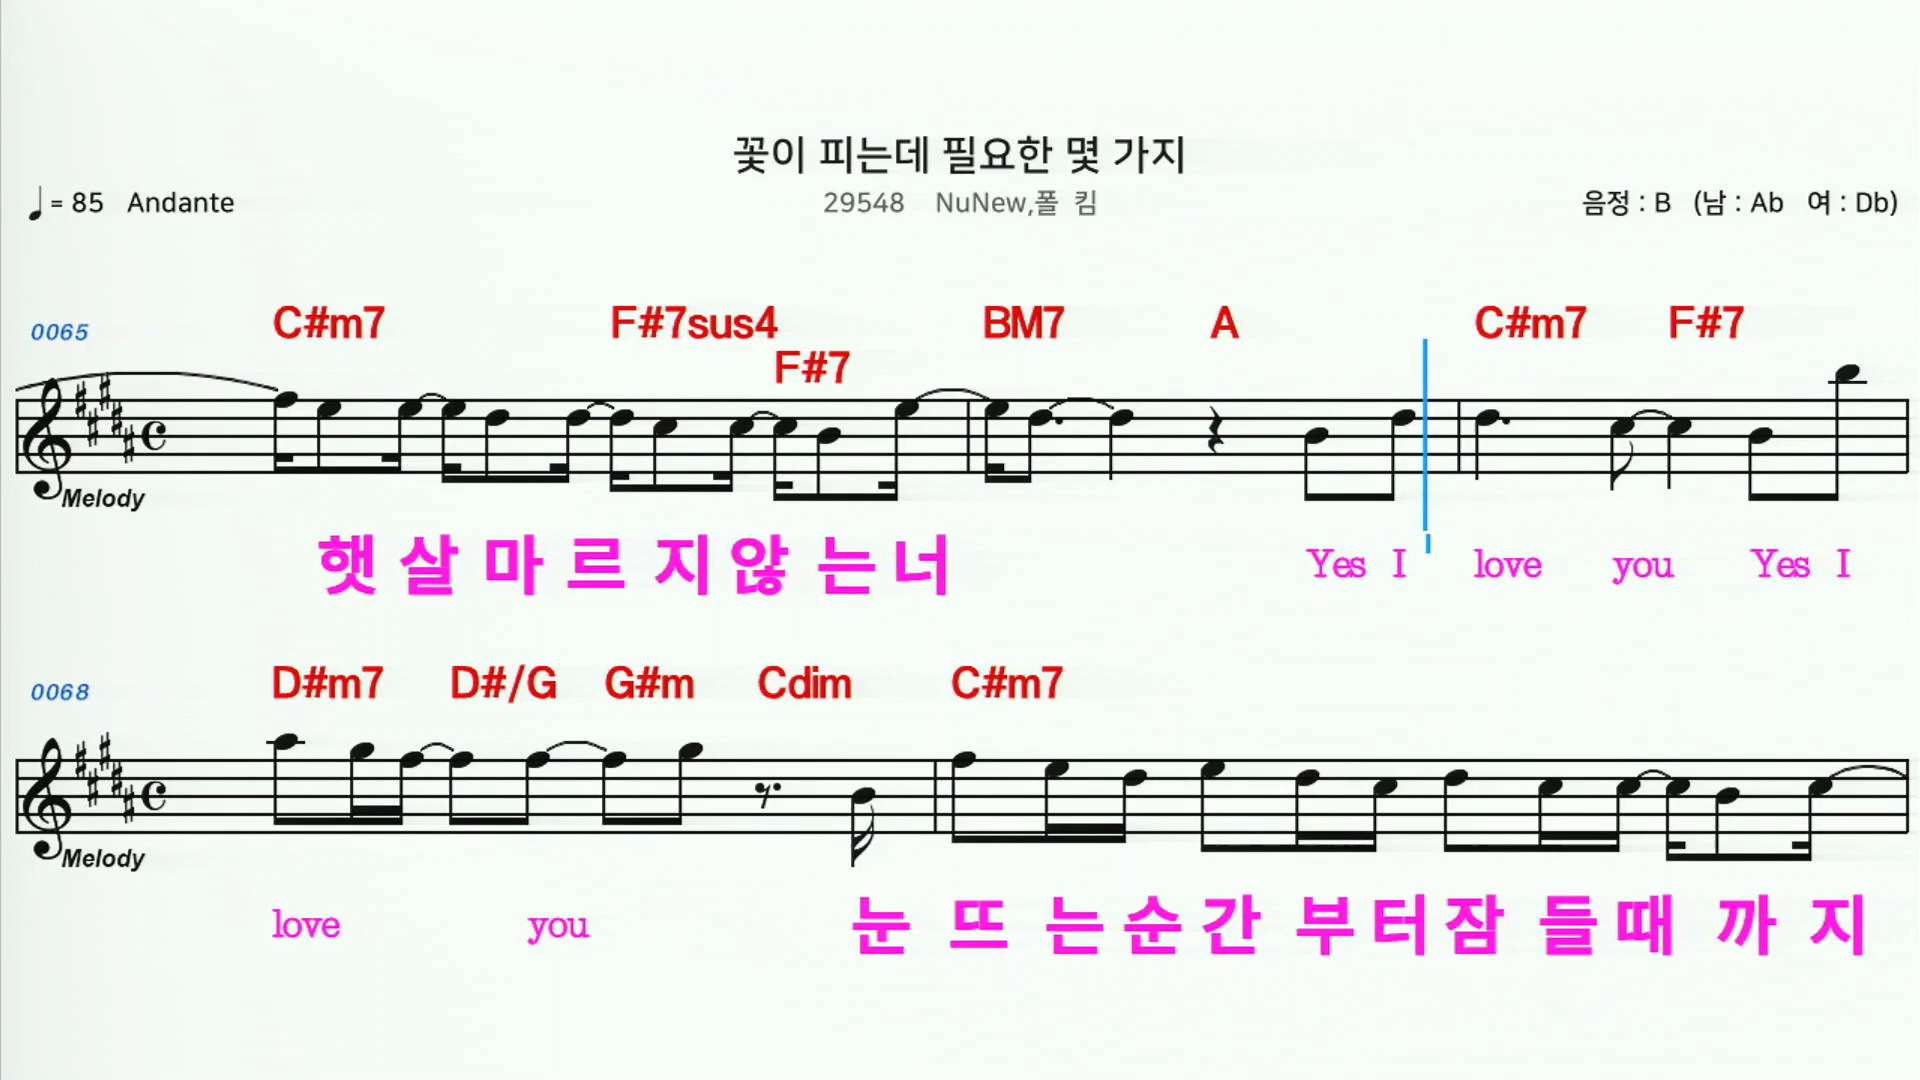 꽃이 피는데 필요한 몇 가지
♩= 85 Andante
29548 NuNew,폴 킴
음정 : B (남 : Ab 여 : Db)
0065
C#m7 F#7sus4 F#7 BM7 A C#m7 F#7
Melody
햇 살 마 르 지 않 는 너 Yes I love you Yes I
0068
D#m7 D#/G G#m Cdim C#m7
Melody
love you 눈 뜨 는 순 간 부 터 잠 들 때 까 지